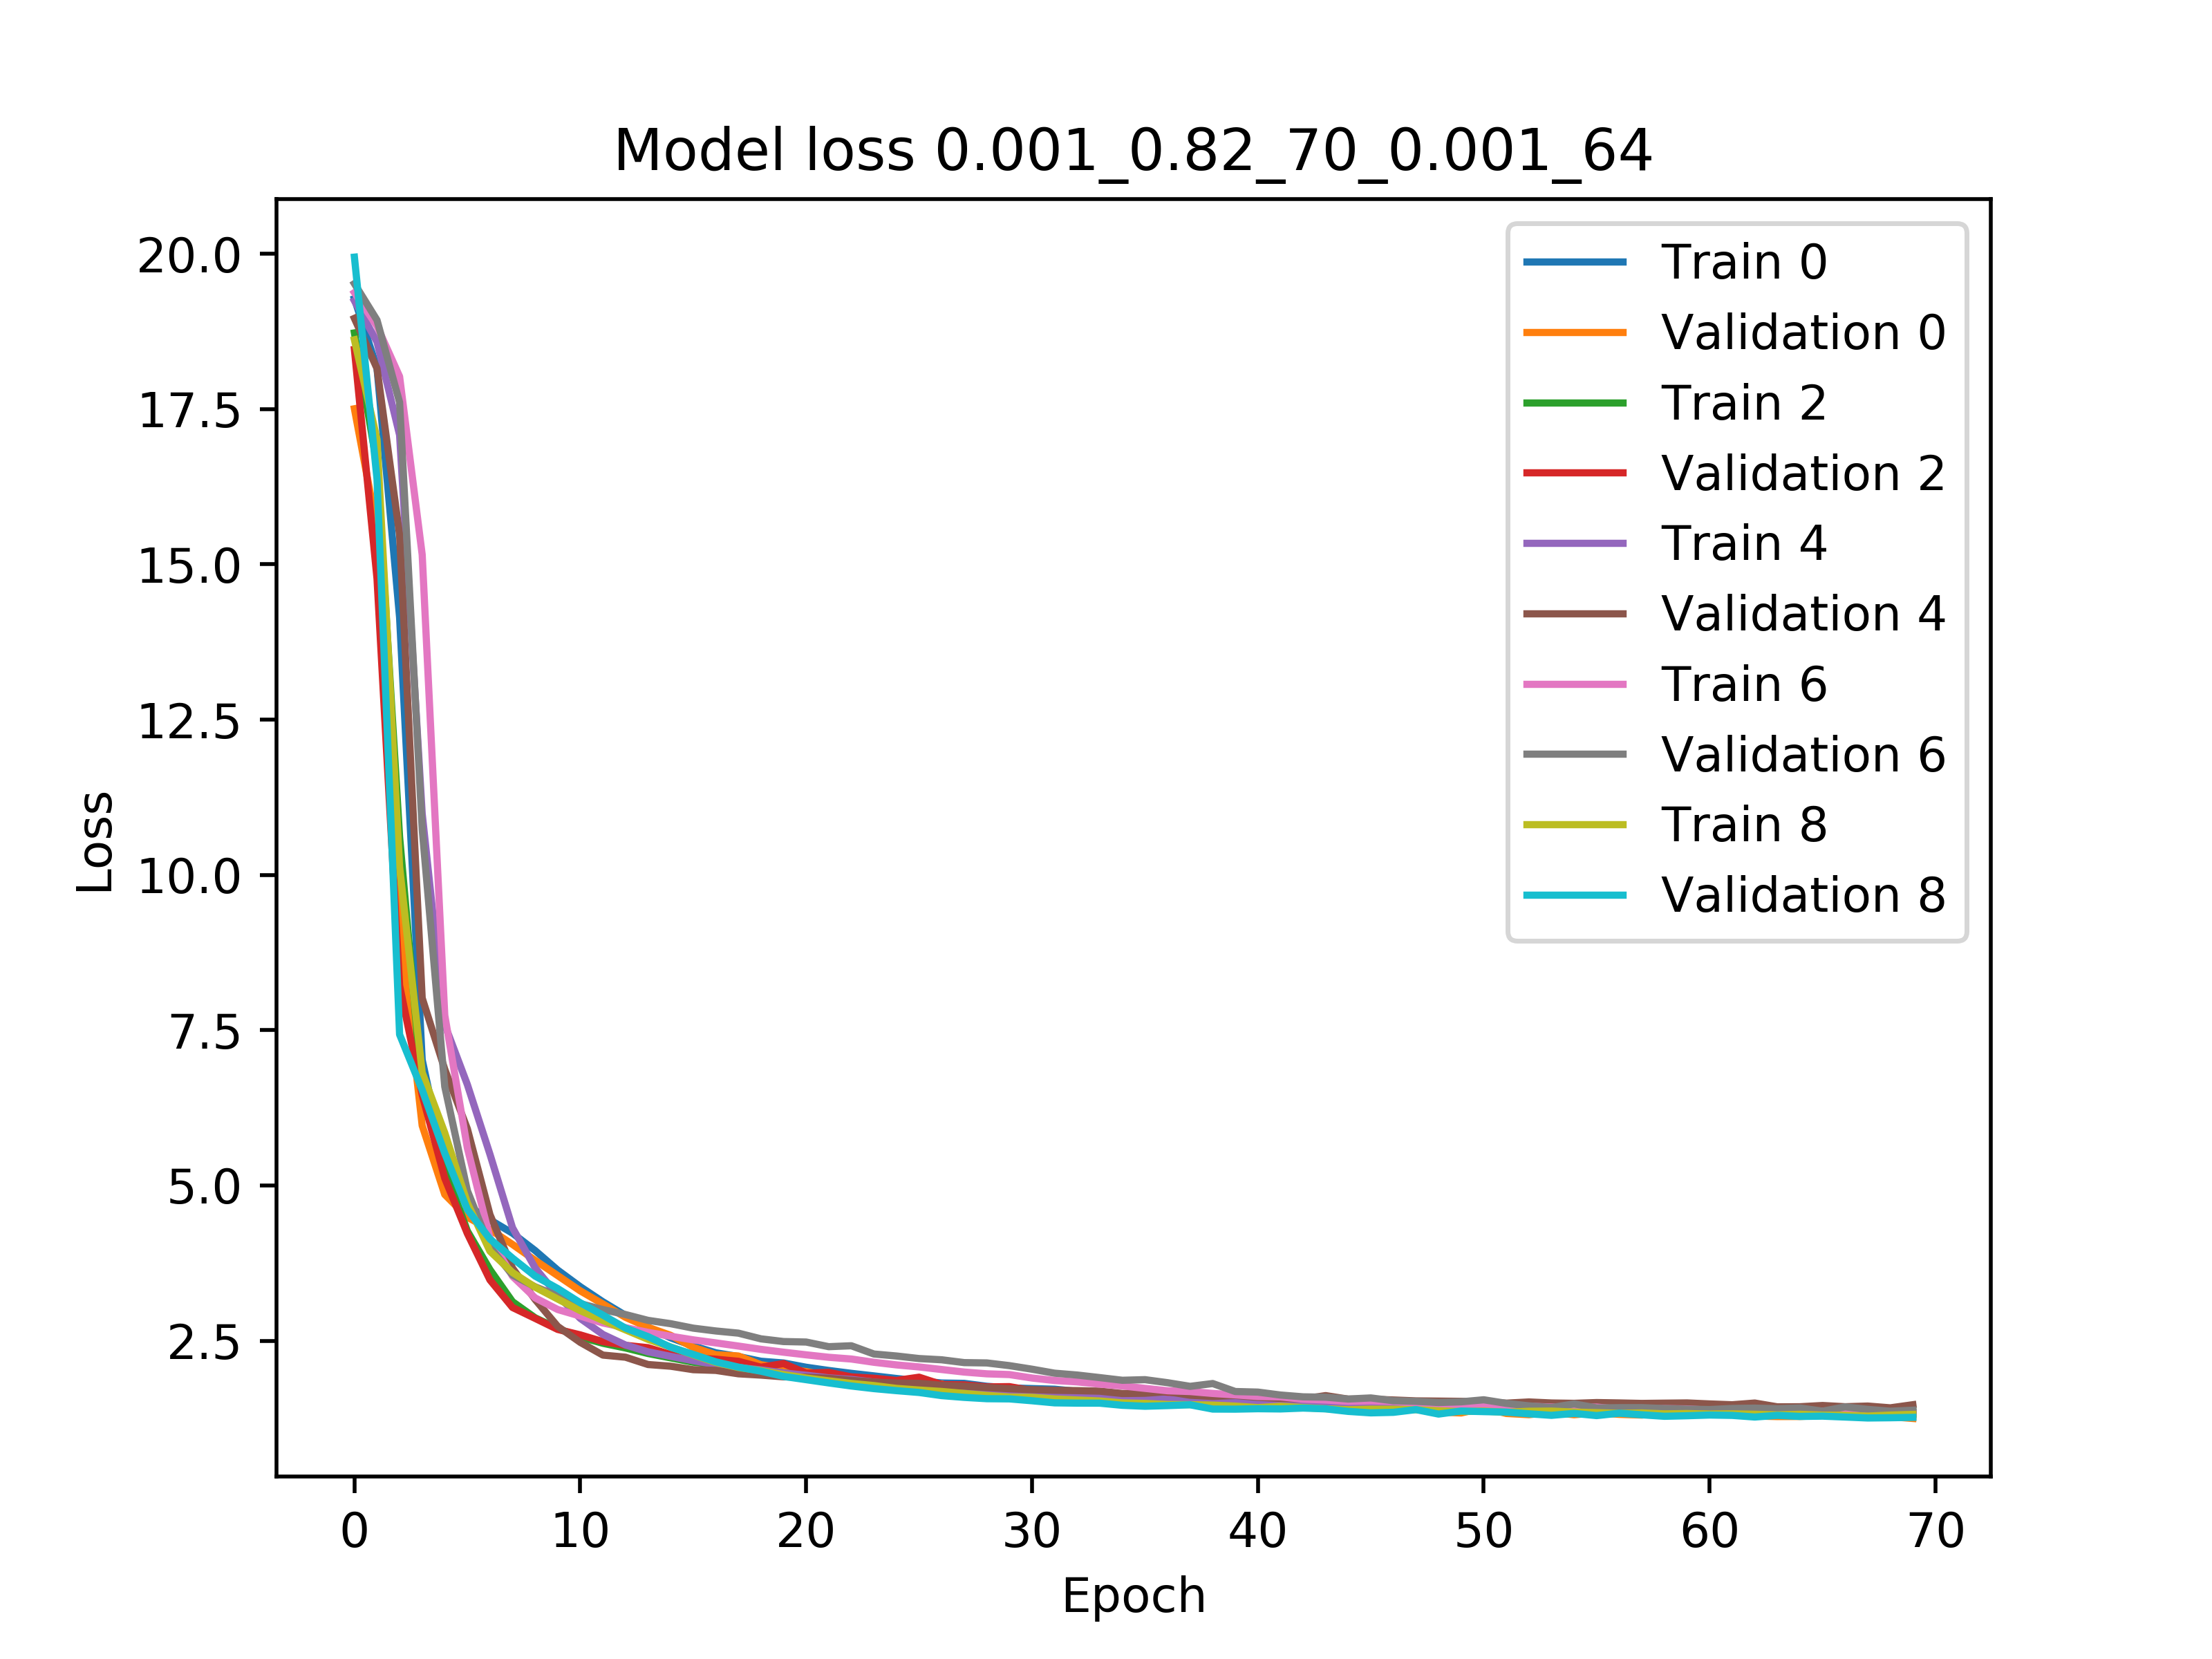 Model loss 0.001_0.82_70_0.001_64
20.0
17.5
15.0
12.5
10.0
7.5
5.0
2.5
Loss
Train 0
Validation 0
Train 2
Validation 2
Train 4
Validation 4
Train 6
Validation 6
Train 8
Validation 8
0 10 20 30 40 50 60 70
Epoch